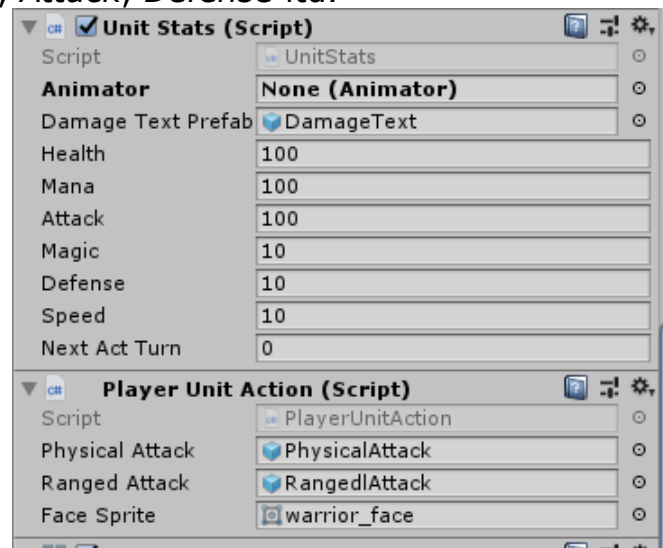 Attack, Defense
Unit Stats (Script)
Script UnitStats
Animator None (Animator)
Damage Text Prefab DamageText
Health 100
Mana 100
Attack 100
Magic 10
Defense 10
Speed 10
Next Act Turn 0
Player Unit Action (Script)
Script PlayerUnitAction
Physical Attack PhysicalAttack
Ranged Attack RangedlAttack
Face Sprite warrior_face